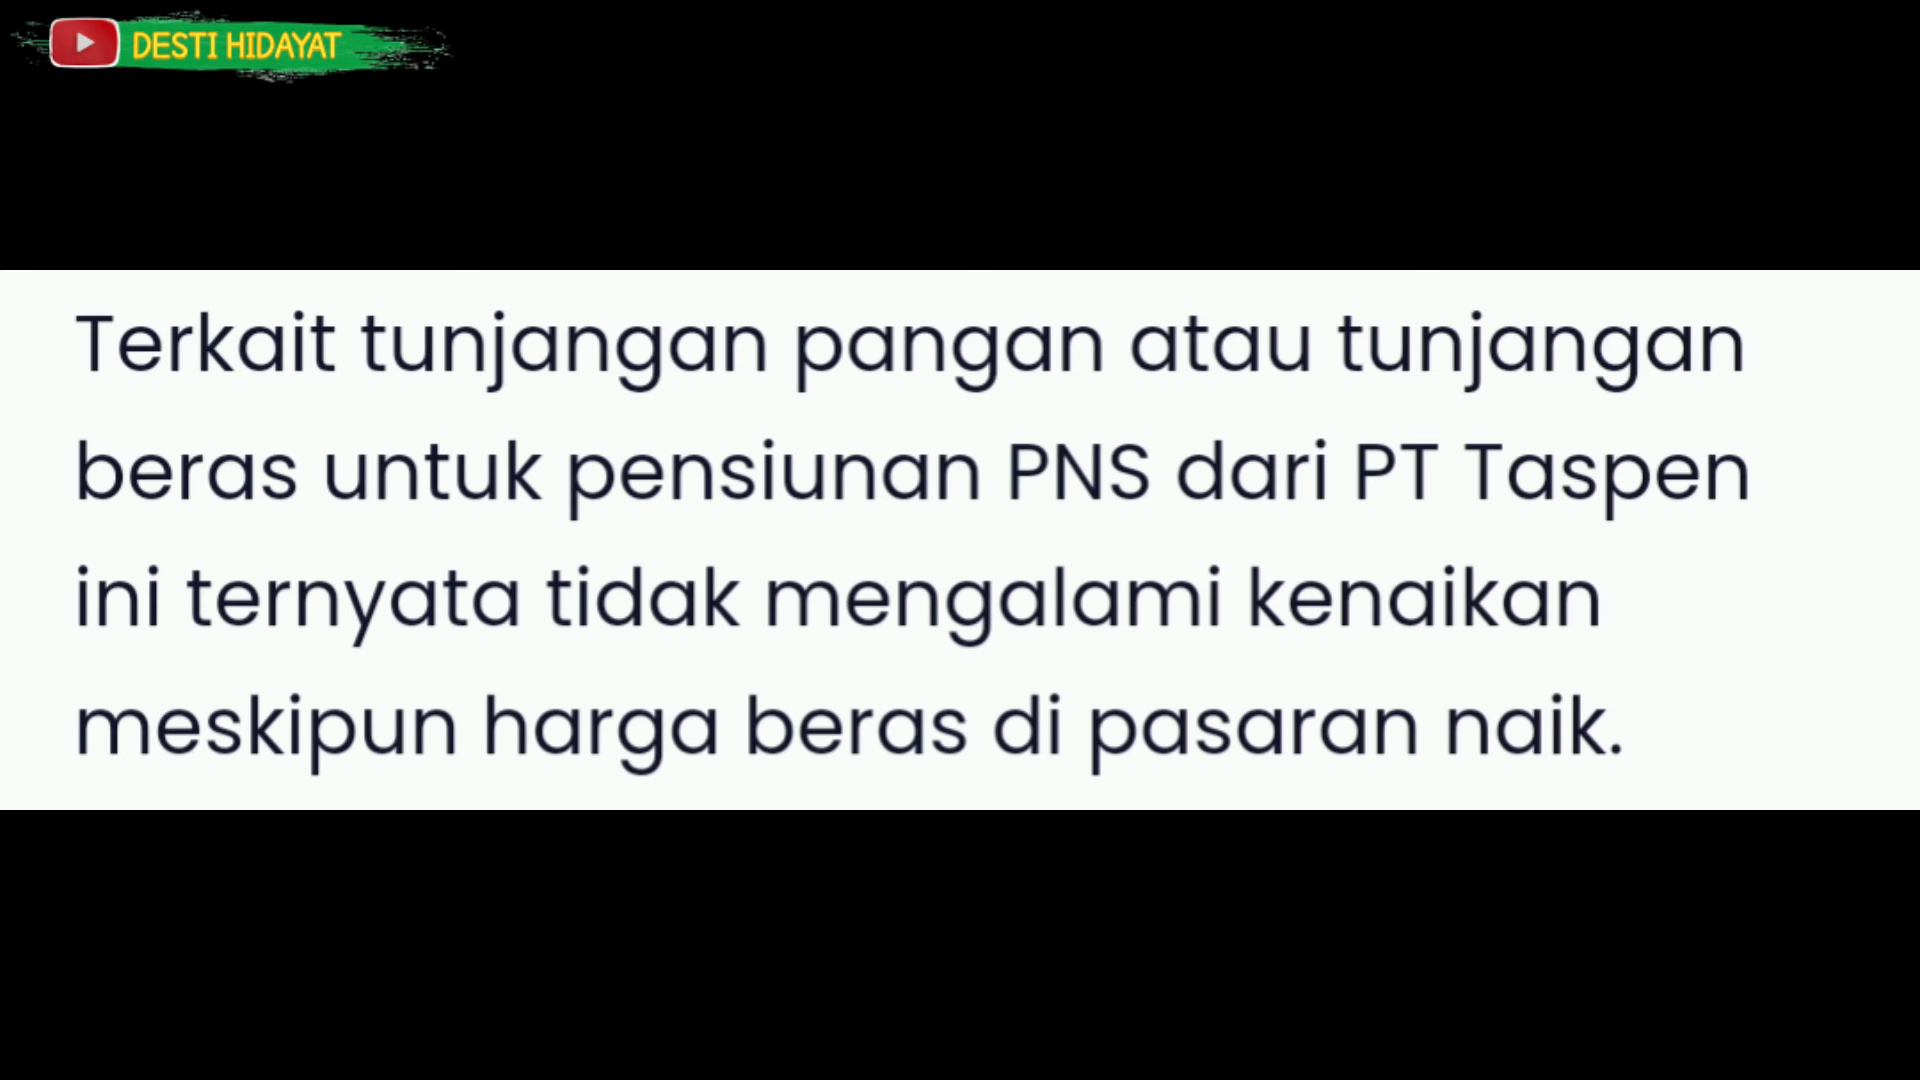 DESTI HIDAYAT
Terkait tunjangan pangan atau tunjangan
beras untuk pensiunan PNS dari PT Taspen
ini ternyata tidak mengalami kenaikan
meskipun harga beras di pasaran naik.